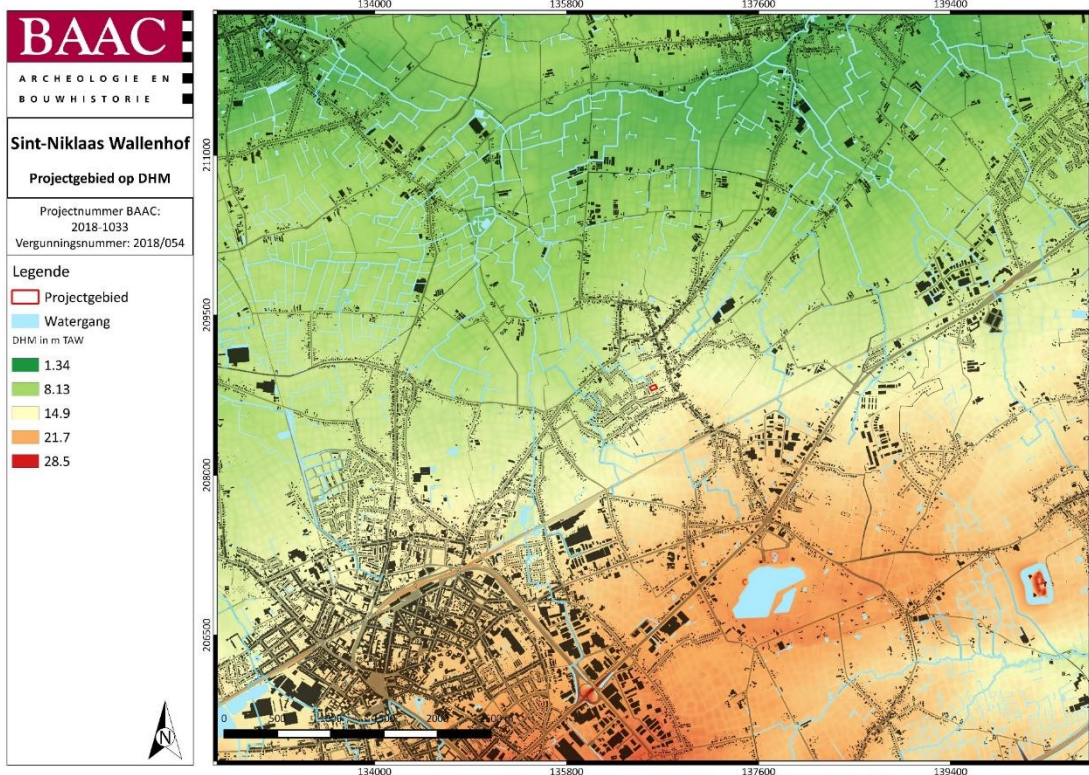 BAAC
ARCHEOLOGIE EN
BOUWHISTORIE
Sint-Niklaas Wallenhof
Projectgebied op DHM
Projectnummer BAAC:
2018-1033
Vergunningsnummer: 2018/054
Legende
Projectgebied
Watergang
DHM in m TAW
1.34
8.13
14.9
21.7
28.5
N
134000 135800 137600 139400
211000
209500
208000
206500
0
134000 135800 137600 139400